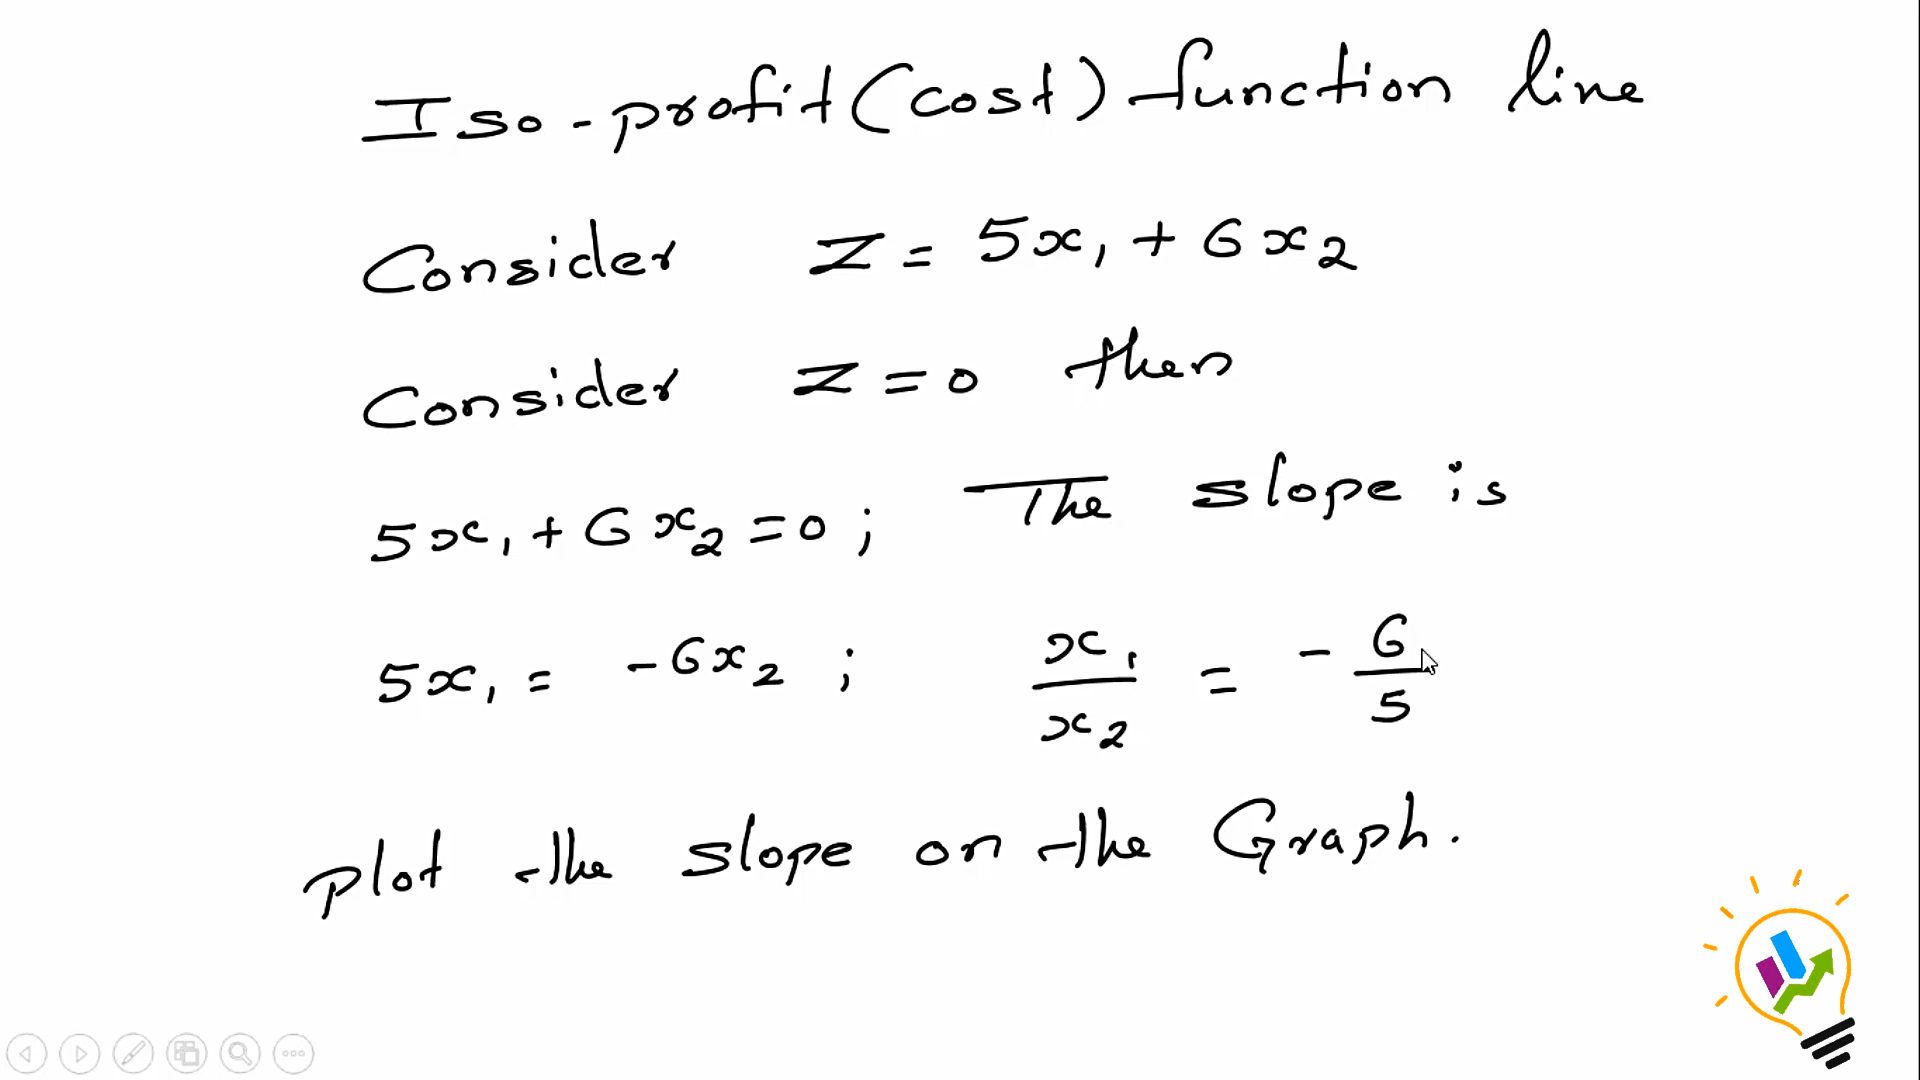 Iso-profit (cost) function line
Consider Z = 5x₁ + 6x₂
Consider Z = 0 then
5x₁ + 6x₂ = 0 ; The slope is
5x₁ = -6x₂ ; x₁/x₂ = -6/5
Plot the slope on the Graph.